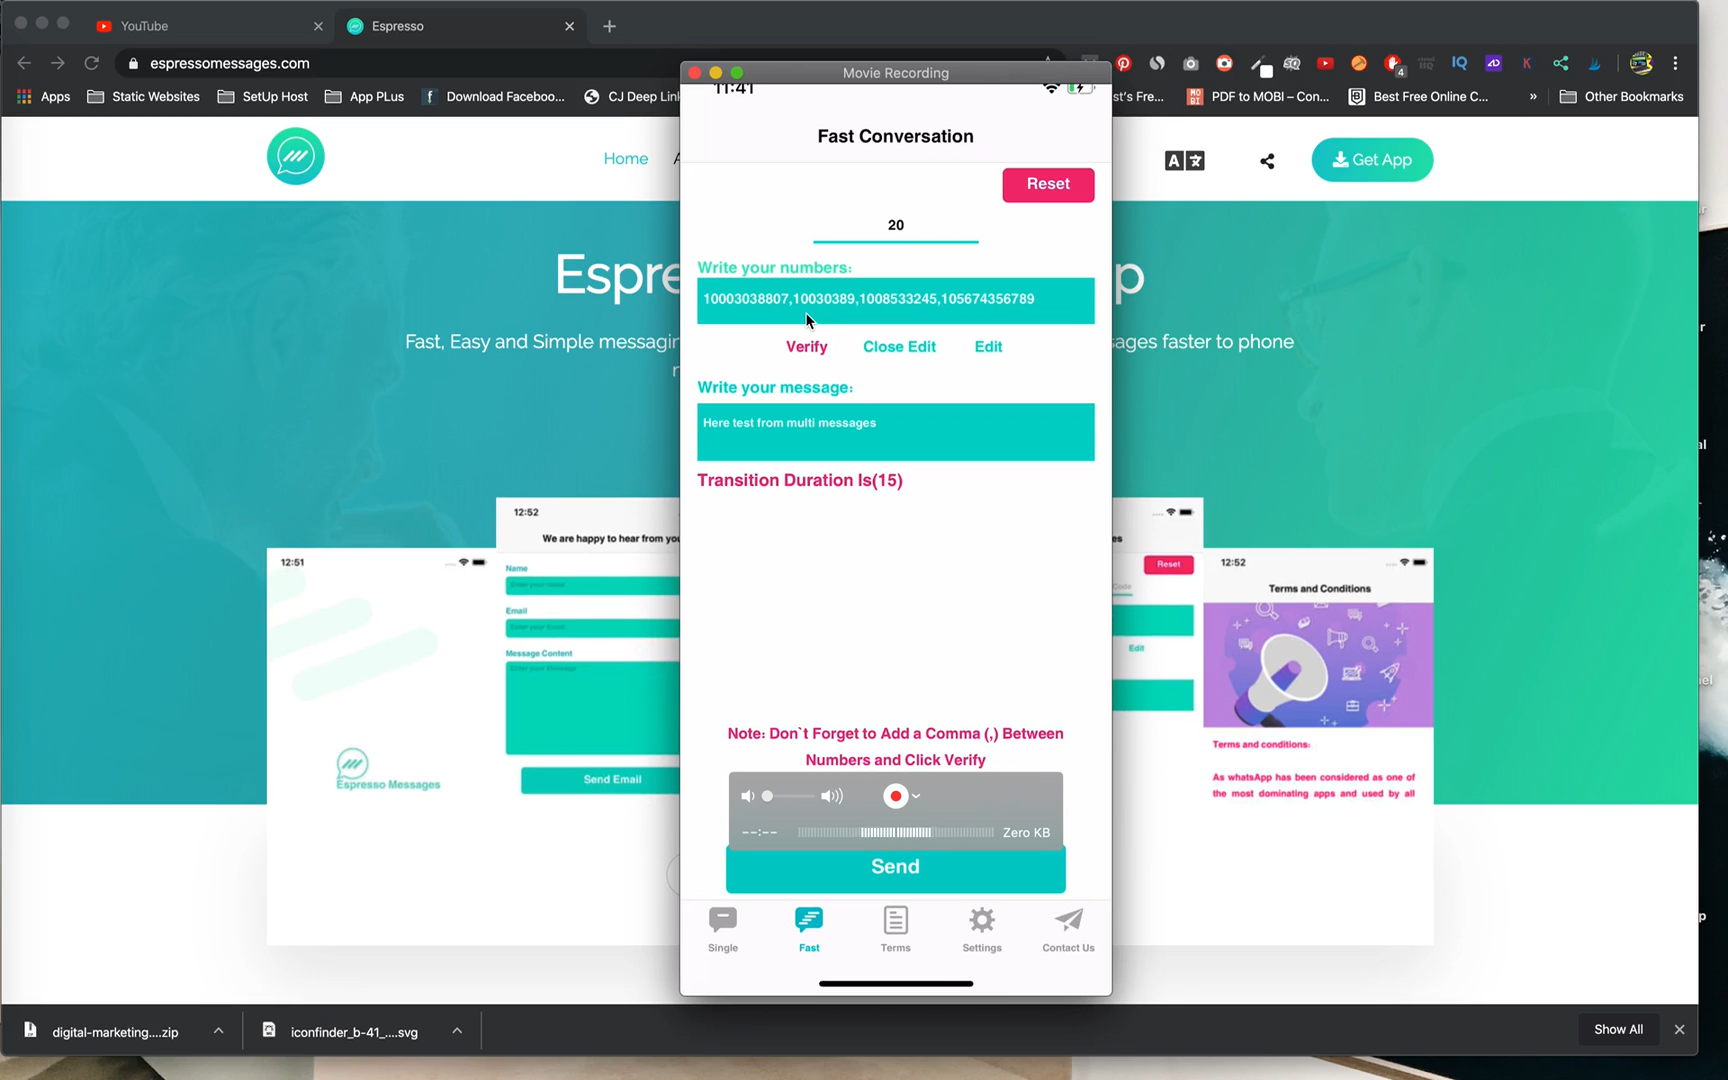 YouTube
Espresso
espressomessages.com
4
IQ
Apps
Static Websites
SetUp Host
App PLus
Download Faceboo...
CJ Deep Lin
st's Fre...
PDF to MOBI – Con...
Best Free Online C...
»
Other Bookmarks
Movie Recording
11:41
Fast Conversation
Home
Get App
Reset
20
Write your numbers:
10003038807,10030389,1008533245,105674356789
Verify
Close Edit
Edit
Write your message:
Here test from multi messages
Transition Duration Is(15)
Note: Don`t Forget to Add a Comma (,) Between
Numbers and Click Verify
--:--
Zero KB
Send
Single
Fast
Terms
Settings
Contact Us
Espre
p
Fast, Easy and Simple messagin
sages faster to phone
12:51
Espresso Messages
12:52
We are happy to hear from you
Name
Email
Message Content
Send Email
es
Reset
Code
Edit
12:52
Terms and Conditions
Terms and conditions:
As whatsApp has been considered as one of
the most dominating apps and used by all
digital-marketing....zip
iconfinder_b-41_....svg
Show All